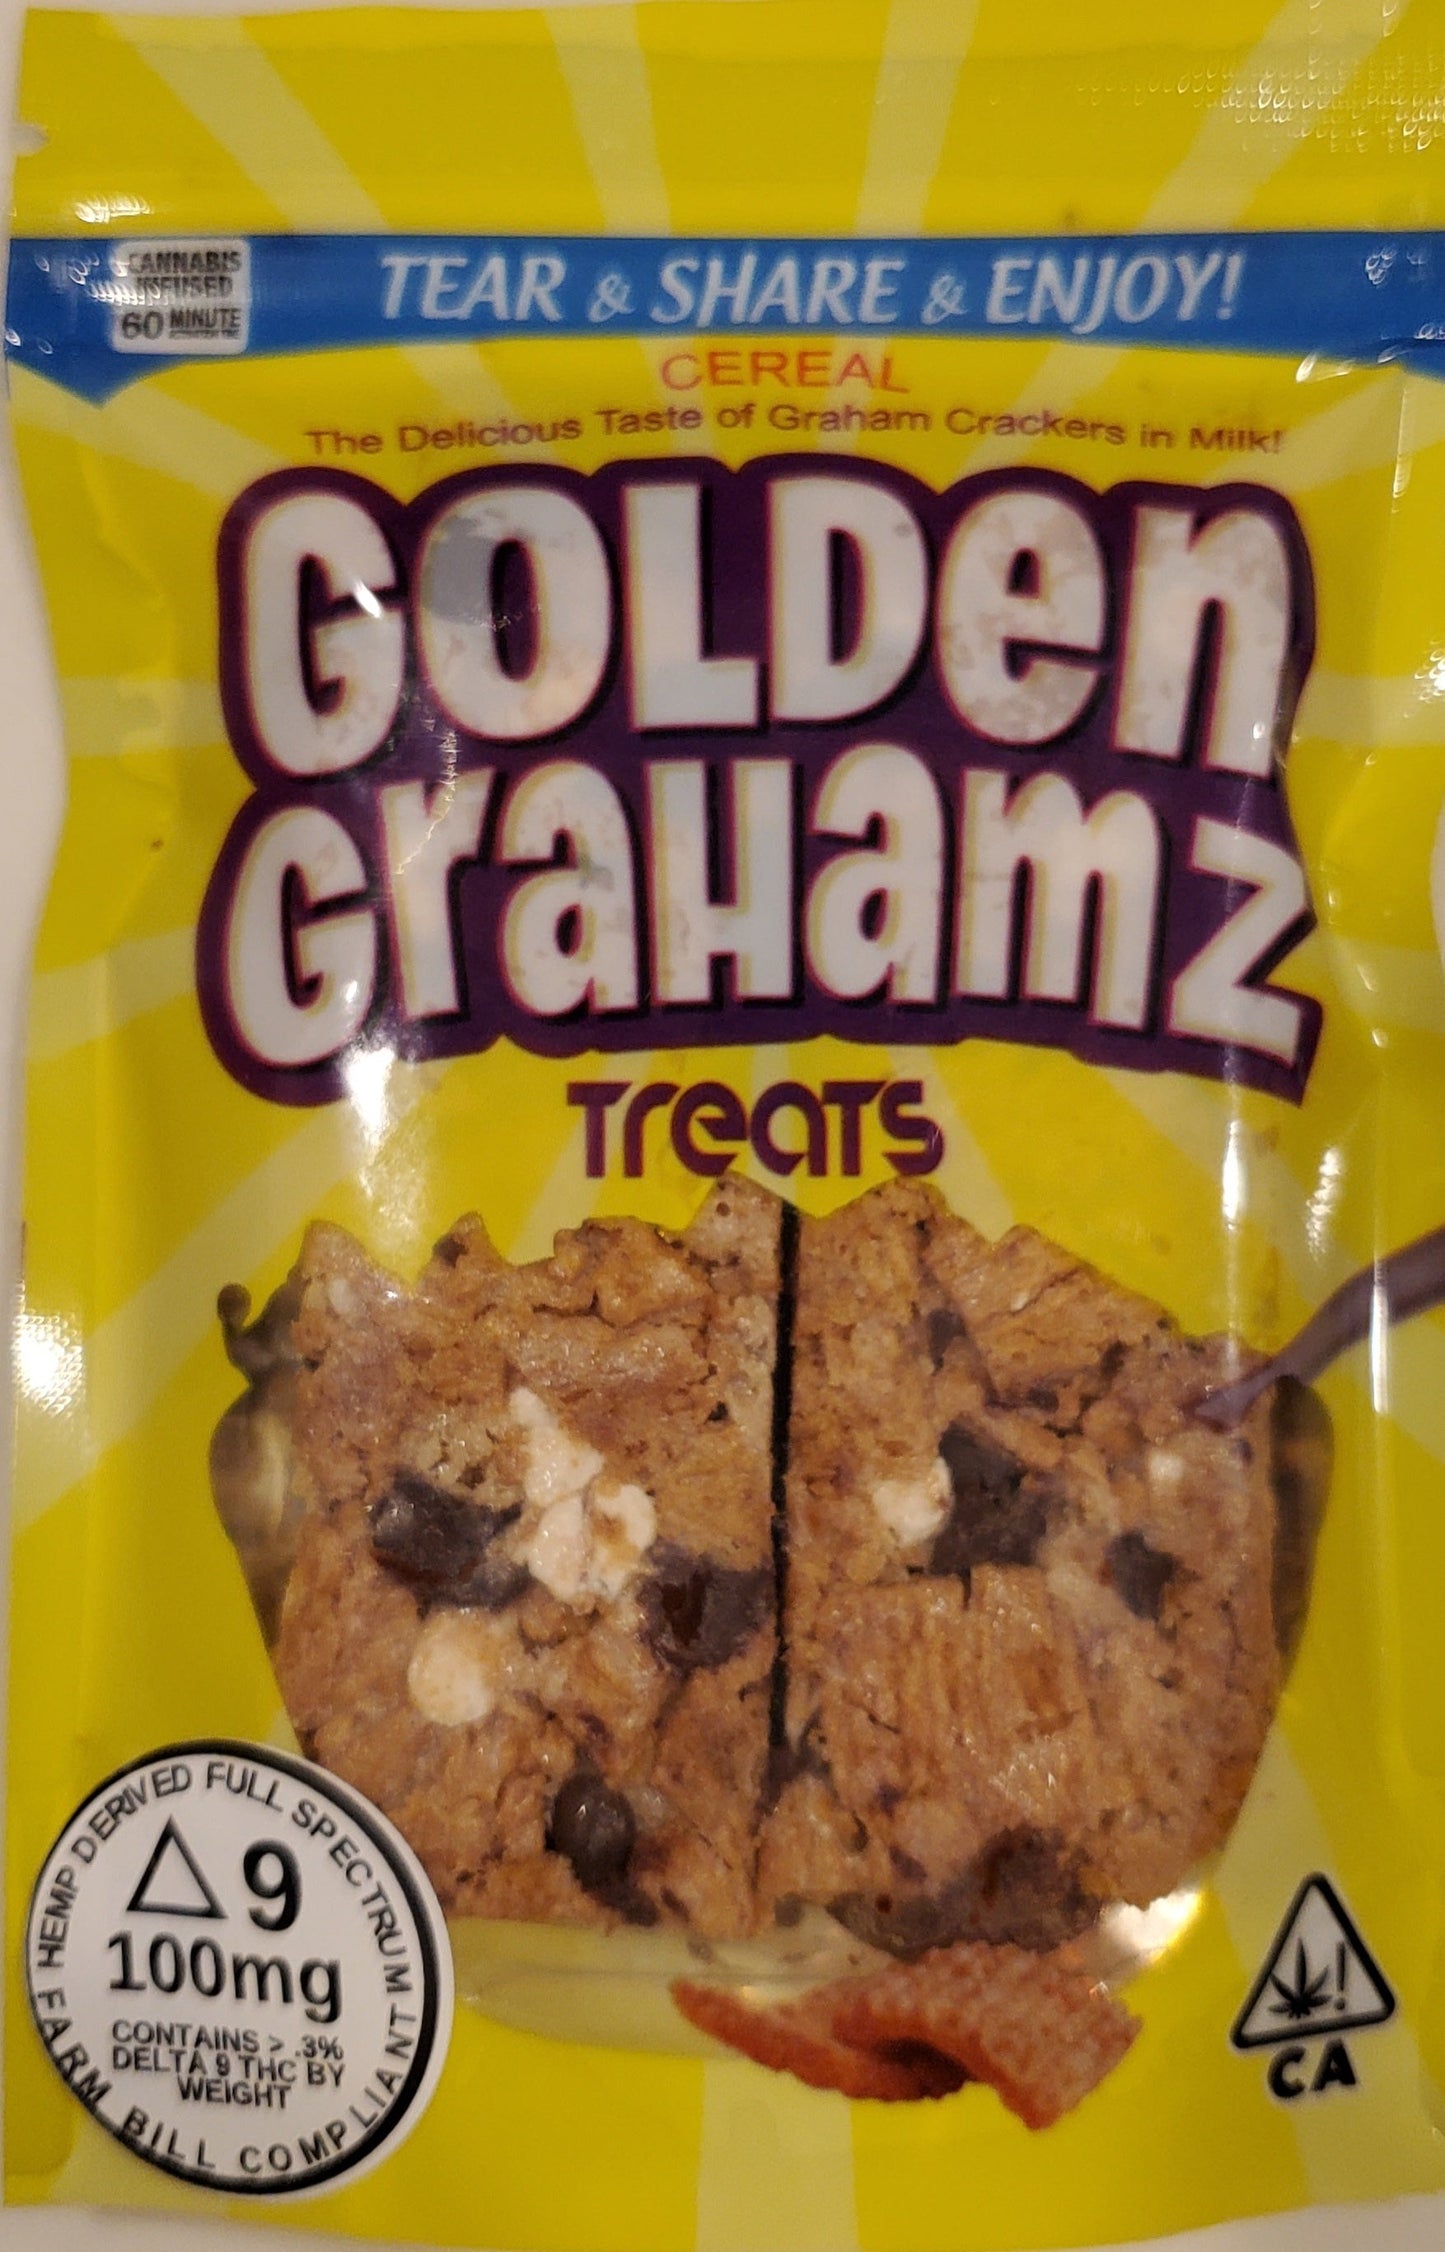 CANNABIS
INFUSED
60 MINUTE
TEAR & SHARE & ENJOY!
CEREAL
The Delicious Taste of Graham Crackers in Milk!
GOLDen
GraHamz
TreaTS
HEMP DERIVED FULL SPECTRUM
△9
100mg
CONTAINS > .3%
DELTA 9 THC BY
WEIGHT
FARM BILL COMPLIANT
!
CA